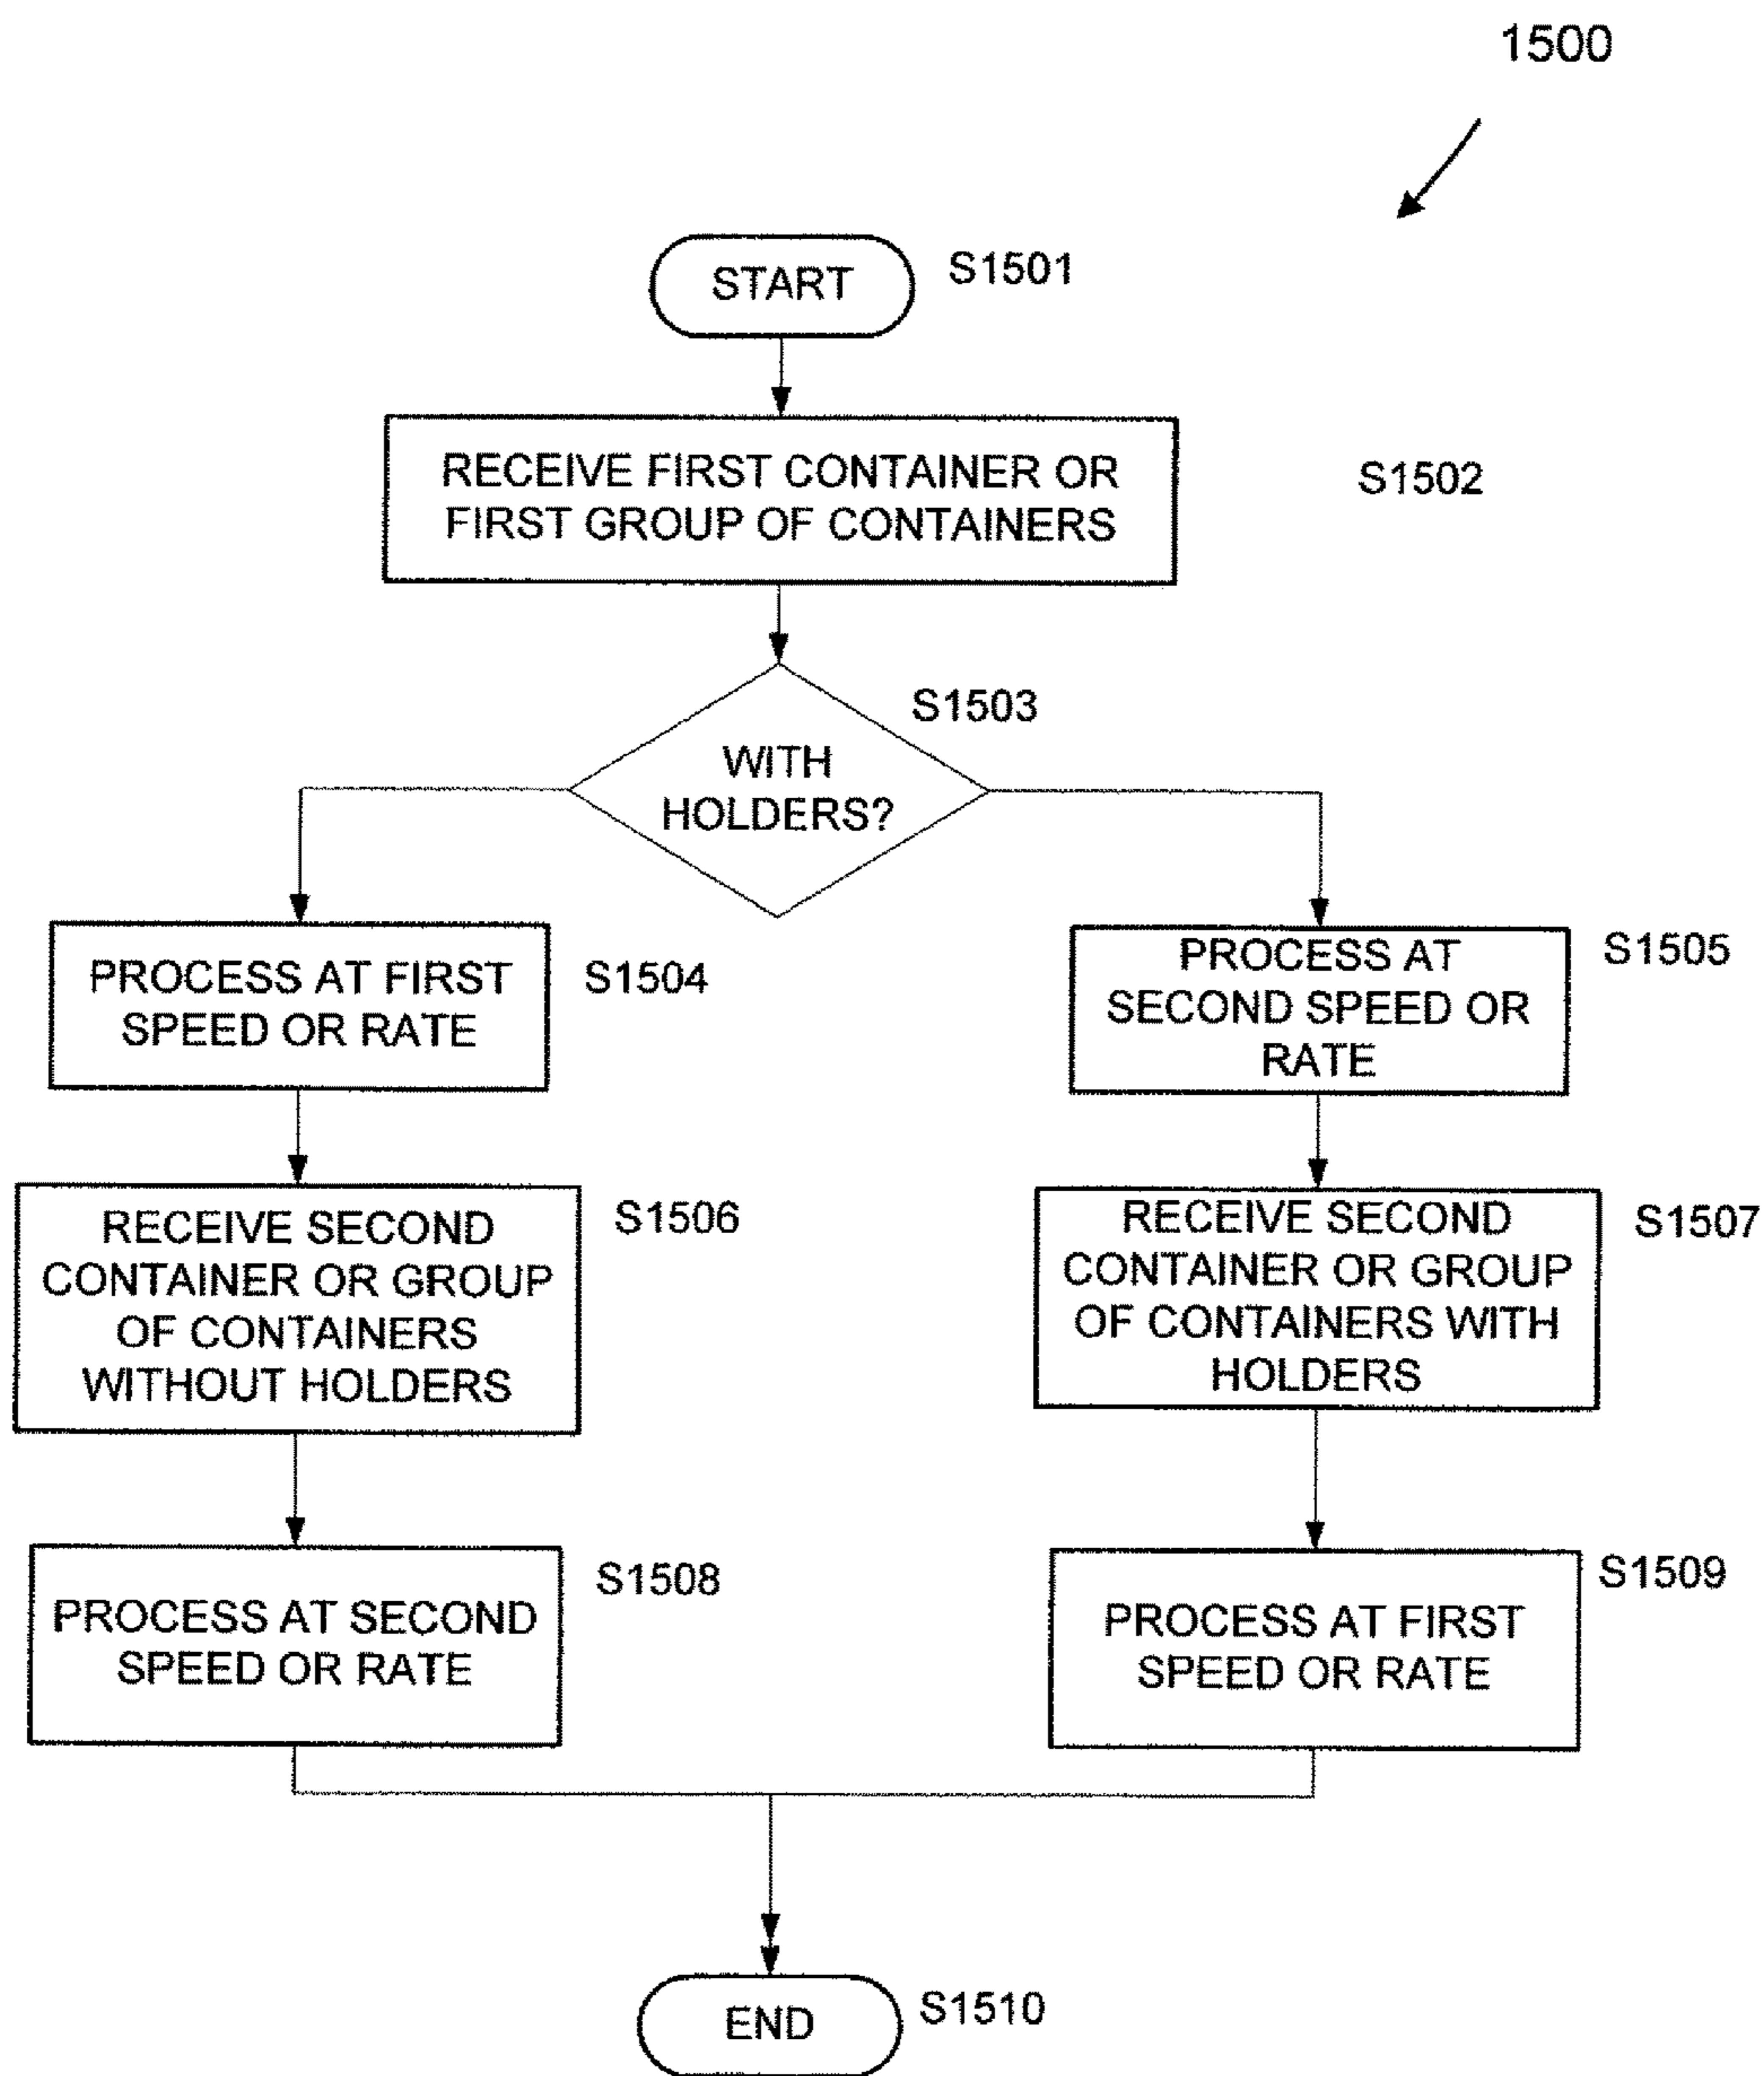 1500
START
S1501
RECEIVE FIRST CONTAINER OR
FIRST GROUP OF CONTAINERS
S1502
S1503
WITH
HOLDERS?
PROCESS AT FIRST
SPEED OR RATE
S1504
PROCESS AT
SECOND SPEED OR
RATE
S1505
RECEIVE SECOND
CONTAINER OR GROUP
OF CONTAINERS
WITHOUT HOLDERS
S1506
RECEIVE SECOND
CONTAINER OR GROUP
OF CONTAINERS WITH
HOLDERS
S1507
PROCESS AT SECOND
SPEED OR RATE
S1508
PROCESS AT FIRST
SPEED OR RATE
S1509
END
S1510